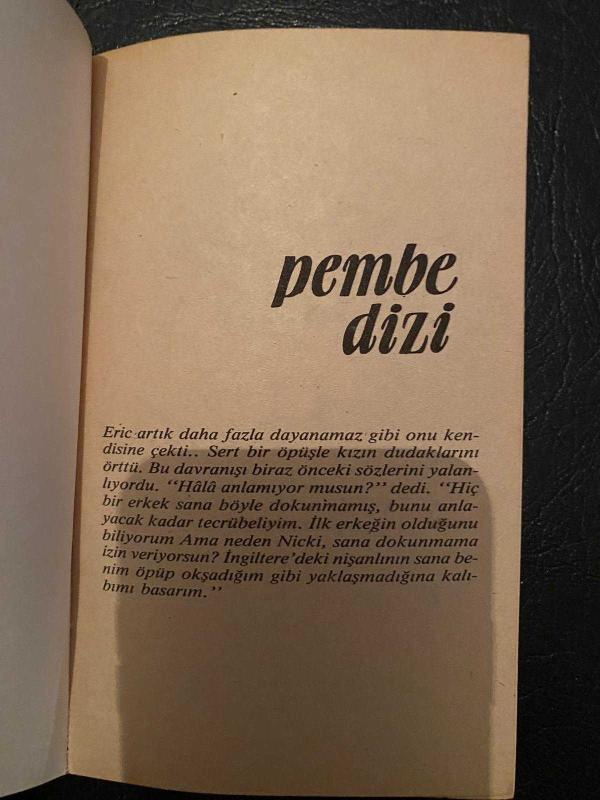 pembe
dizi
Eric artık daha fazla dayanamaz gibi onu ken-
disine çekti.. Sert bir öpüşle kızın dudaklarını
örttü. Bu davranışı biraz önceki sözlerini yalan-
lıyordu. "Hâlâ anlamıyor musun?" dedi. "Hiç
bir erkek sana böyle dokunmamış, bunu anla-
yacak kadar tecrübeliyim. İlk erkeğin olduğunu
biliyorum Ama neden Nicki, sana dokunmama
izin veriyorsun? İngiltere'deki nişanlının sana be-
nim öpüp okşadığım gibi yaklaşmadığına kalı-
bımı basarım."